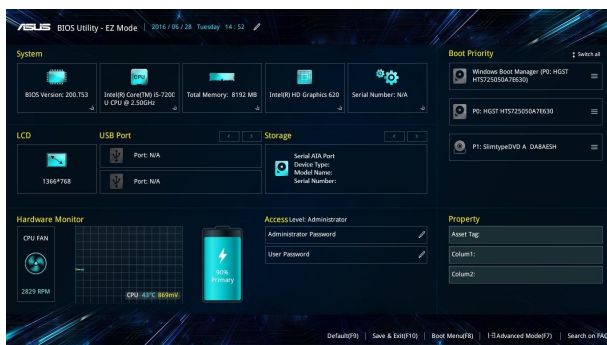 ASUS BIOS Utility - EZ Mode 2016 / 06 / 28 Tuesday 14 : 52
System
BIOS Version: 200.T53
Intel(R) Core(TM) i5-7200
U CPU @ 2.50GHz
Total Memory: 8192 MB
Intel(R) HD Graphics 620
Serial Number: N/A
Boot Priority
Switch all
Windows Boot Manager (P0: HGST
HTS725050A7E630)
P0: HGST HTS725050A7E630
P1: SlimtypeDVD A DA8AESH
LCD
1366*768
USB Port
Port: N/A
Port: N/A
Storage
Serial ATA Port
Device Type:
Model Name:
Serial Number:
Hardware Monitor
CPU FAN
2829 RPM
CPU 43°C 869mV
90%
Primary
Access Level: Administrator
Administrator Password
User Password
Property
Asset Tag:
Colum1:
Colum2:
Default(F9) | Save & Exit(F10) | Boot Menu(F8) | Advanced Mode(F7) | Search on FAQ